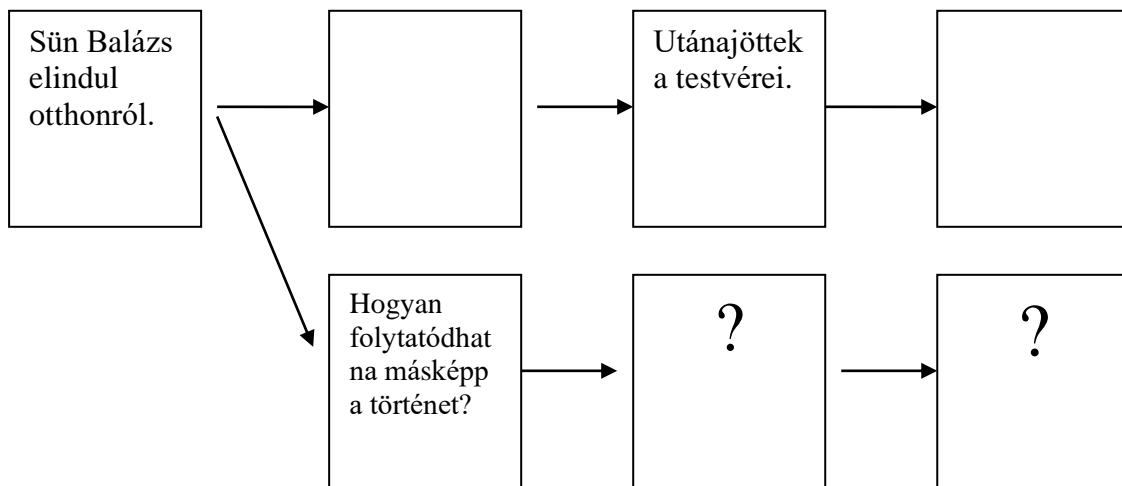 Sün Balázs
elindul
otthonról.
Utánajöttek
a testvérei.
Hogyan
folytatódhat
na másképp
a történet?
?
?